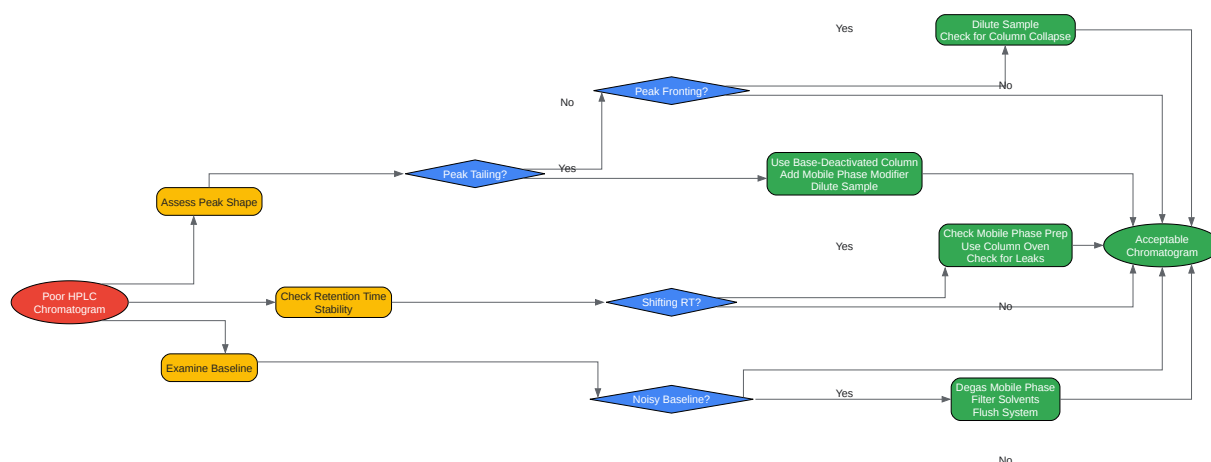 Yes
Dilute Sample
Check for Column Collapse
Peak Fronting?
No
No
Peak Tailing?
Yes
Use Base-Deactivated Column
Add Mobile Phase Modifier
Dilute Sample
Assess Peak Shape
Yes
Check Mobile Phase Prep
Use Column Oven
Check for Leaks
Acceptable
Chromatogram
Poor HPLC
Chromatogram
Check Retention Time
Stability
Shifting RT?
No
Examine Baseline
Noisy Baseline?
Yes
Degas Mobile Phase
Filter Solvents
Flush System
No